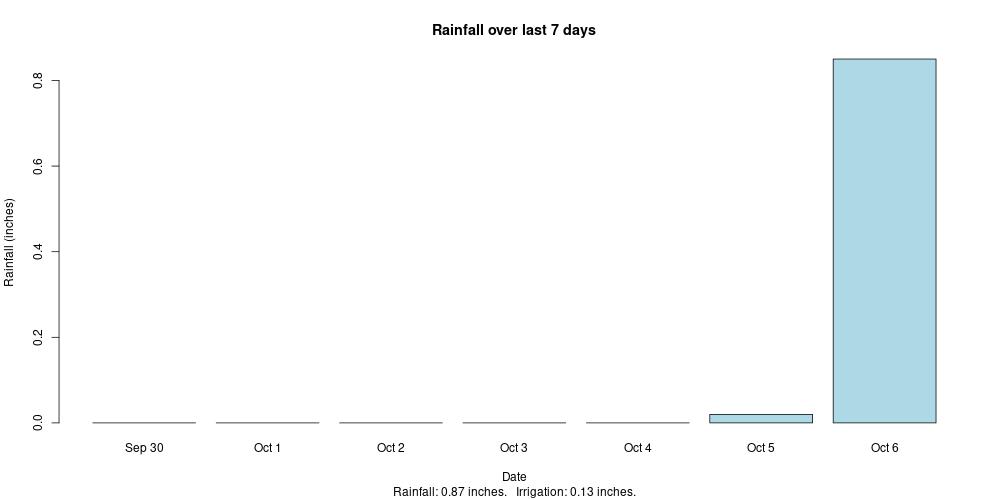 Rainfall over last 7 days
Rainfall (inches)
0.8
0.6
0.4
0.2
0.0
Sep 30 Oct 1 Oct 2 Oct 3 Oct 4 Oct 5 Oct 6
Date
Rainfall: 0.87 inches. Irrigation: 0.13 inches.